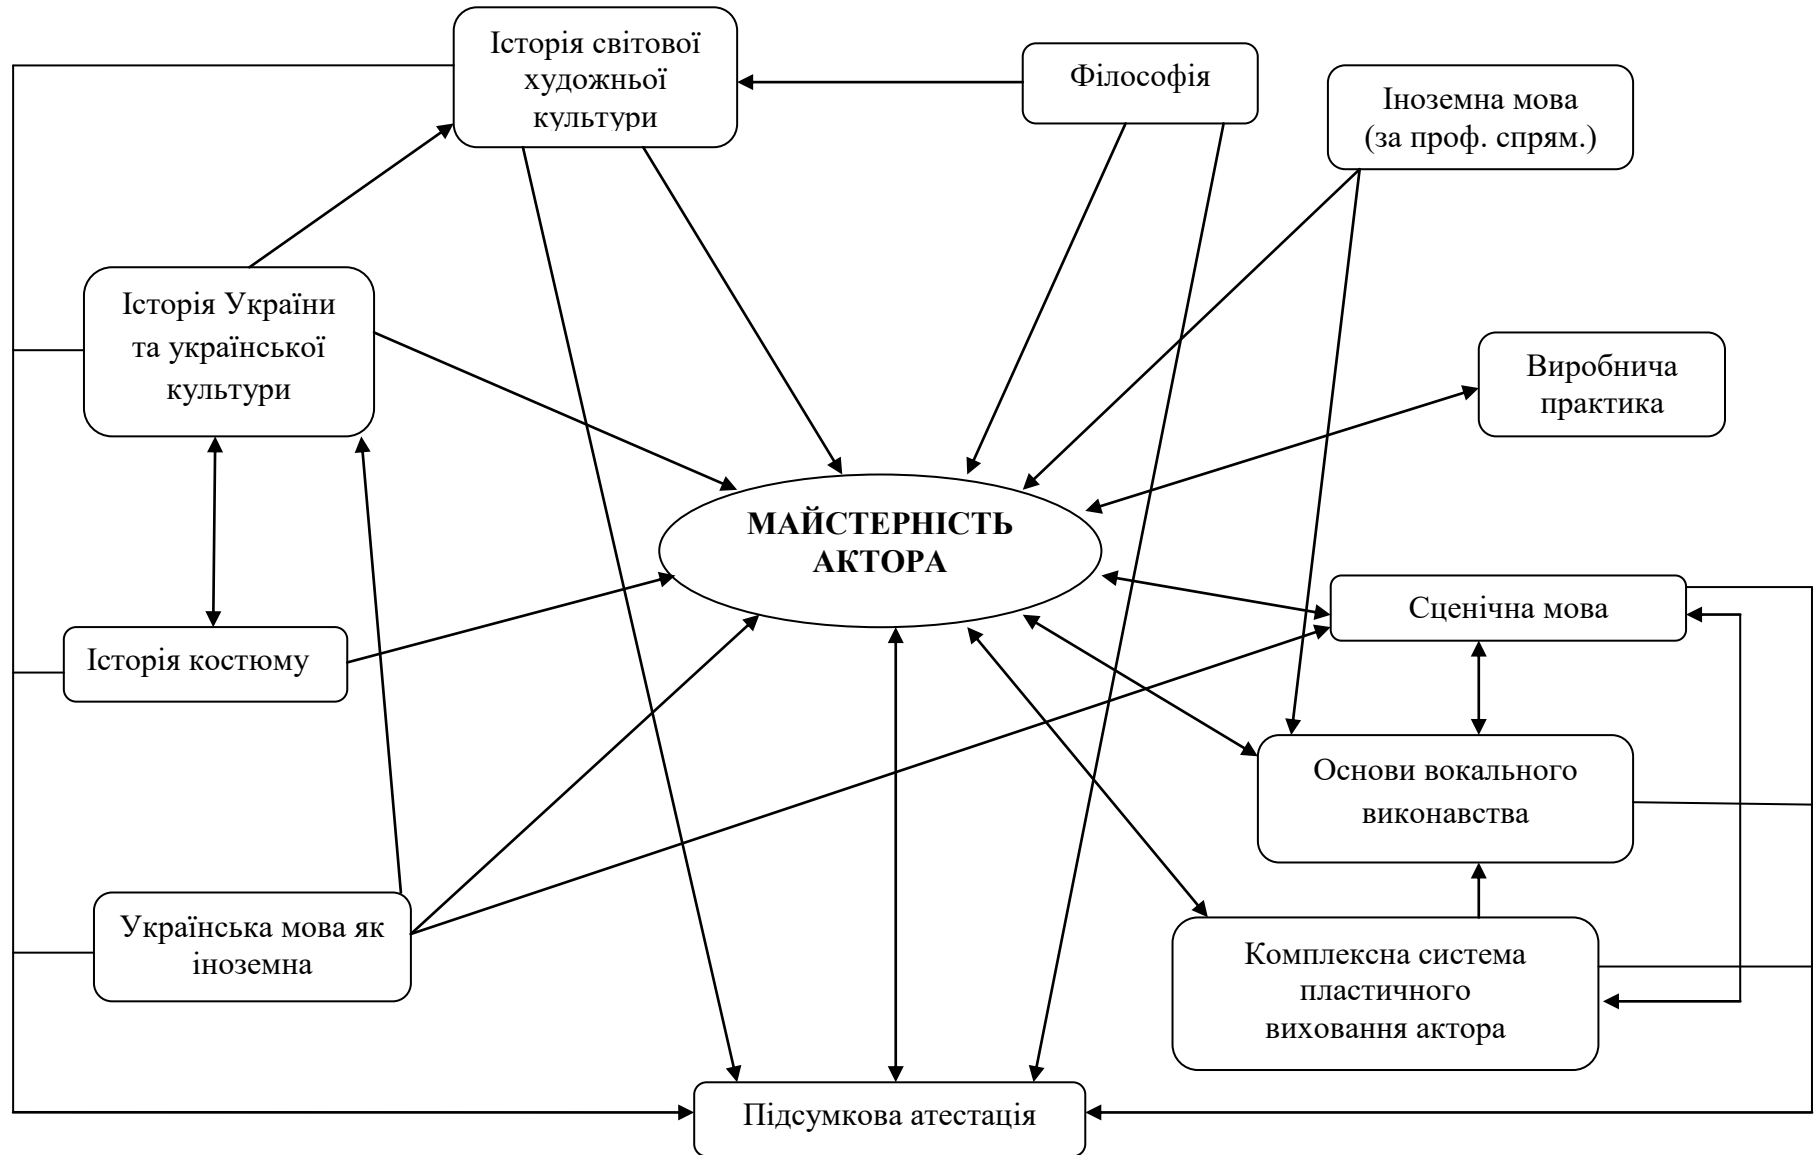 Історія світової
художньої
культури
Філософія
Іноземна мова
(за проф. спрям.)
Історія України
та української
культури
Виробнича
практика
МАЙСТЕРНІСТЬ
АКТОРА
Сценічна мова
Історія костюму
Основи вокального
виконавства
Українська мова як
іноземна
Комплексна система
пластичного
виховання актора
Підсумкова атестація